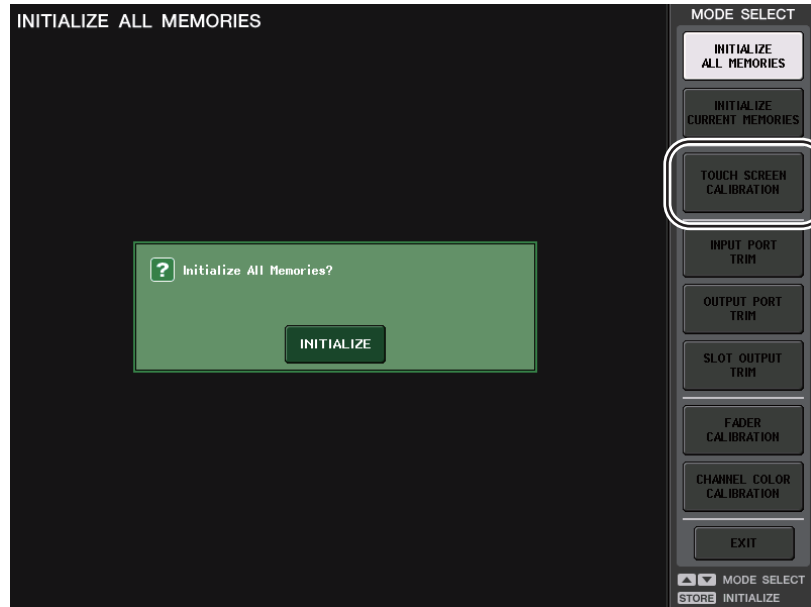 INITIALIZE ALL MEMORIES
? Initialize All Memories?
INITIALIZE
MODE SELECT
INITIALIZE
ALL MEMORIES
INITIALIZE
CURRENT MEMORIES
TOUCH SCREEN
CALIBRATION
INPUT PORT
TRIM
OUTPUT PORT
TRIM
SLOT OUTPUT
TRIM
FADER
CALIBRATION
CHANNEL COLOR
CALIBRATION
EXIT
MODE SELECT
STORE INITIALIZE